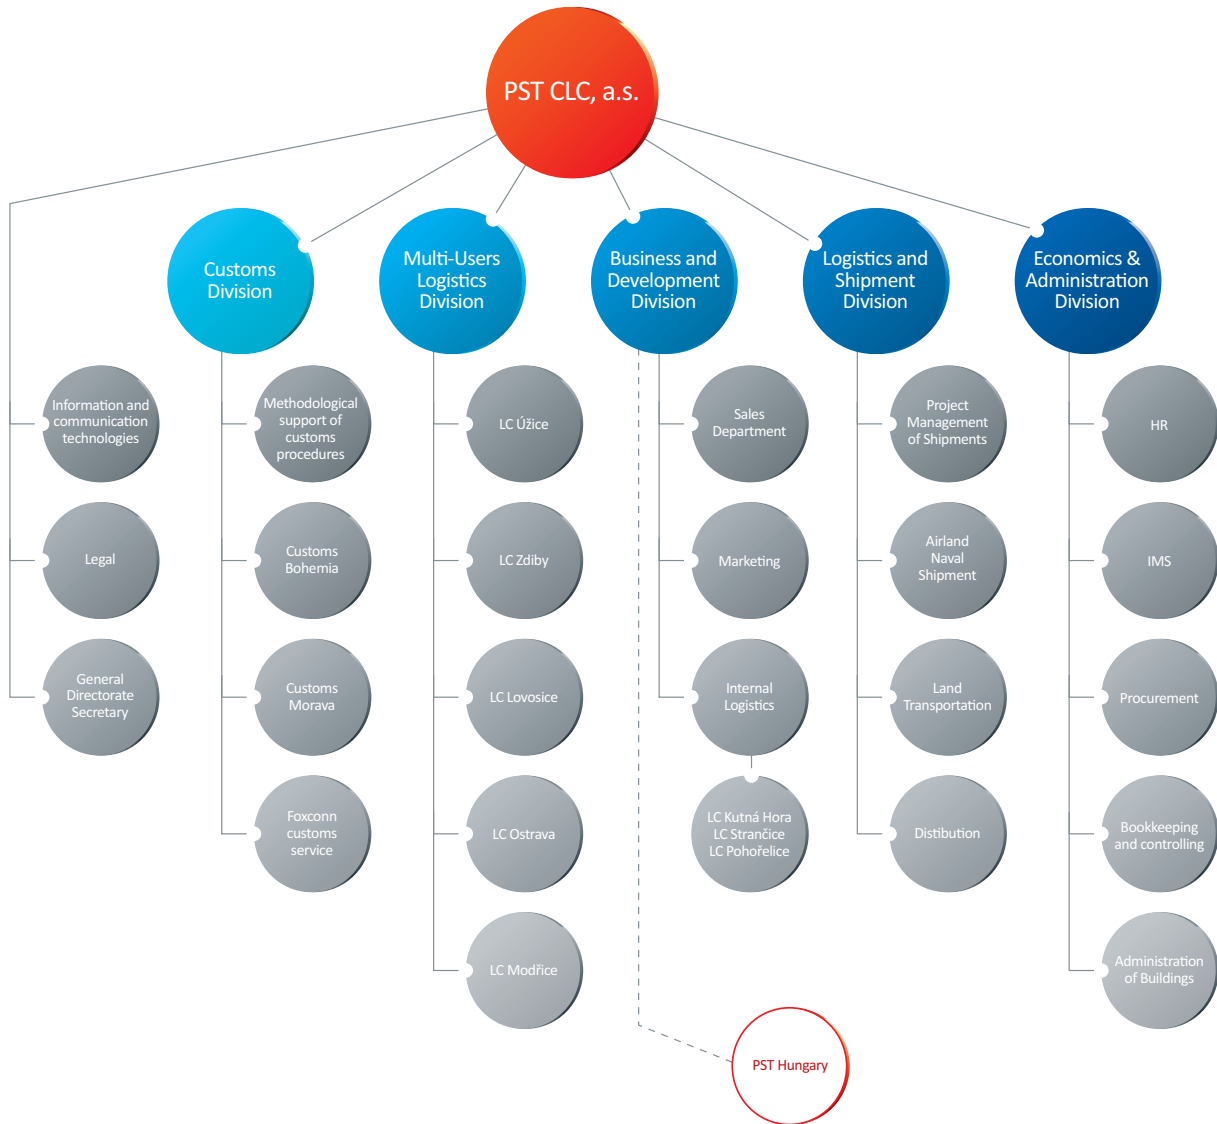 PST CLC, a.s.
Customs
Division
Multi-Users
Logistics
Division
Business and
Development
Division
Logistics and
Shipment
Division
Economics &
Administration
Division
Information and
communication
technologies
Legal
General
Directorate
Secretary
Methodological
support of
customs
procedures
Customs
Bohemia
Customs
Morava
Foxconn
customs
service
LC Úžice
LC Zdiby
LC Lovosice
LC Ostrava
LC Modřice
Sales
Department
Marketing
Internal
Logistics
LC Kutná Hora
LC Strančice
LC Pohořelice
PST Hungary
Project
Management
of Shipments
Airland
Naval
Shipment
Land
Transportation
Distibution
HR
IMS
Procurement
Bookkeeping
and controlling
Administration
of Buildings